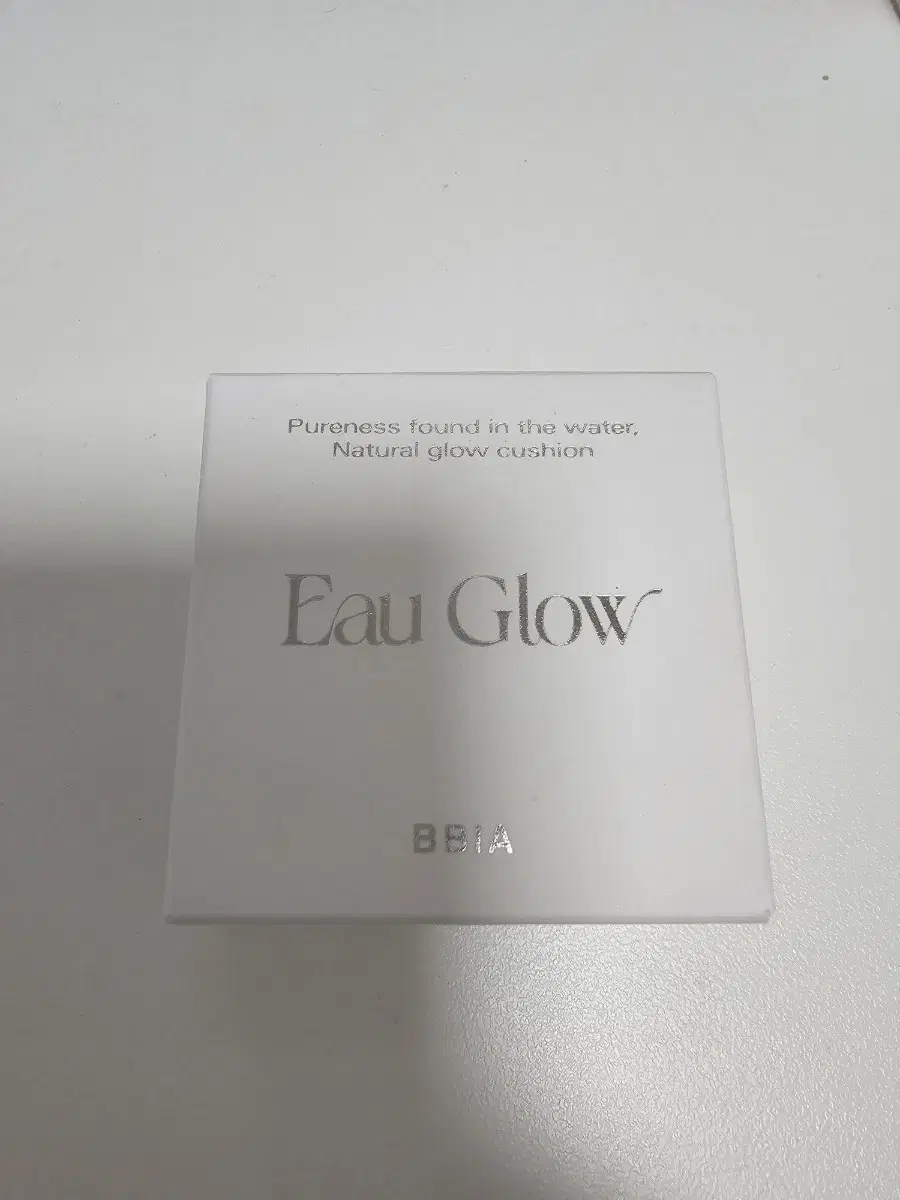 Pureness found in the water,
Natural glow cushion
Eau Glow
BBIA